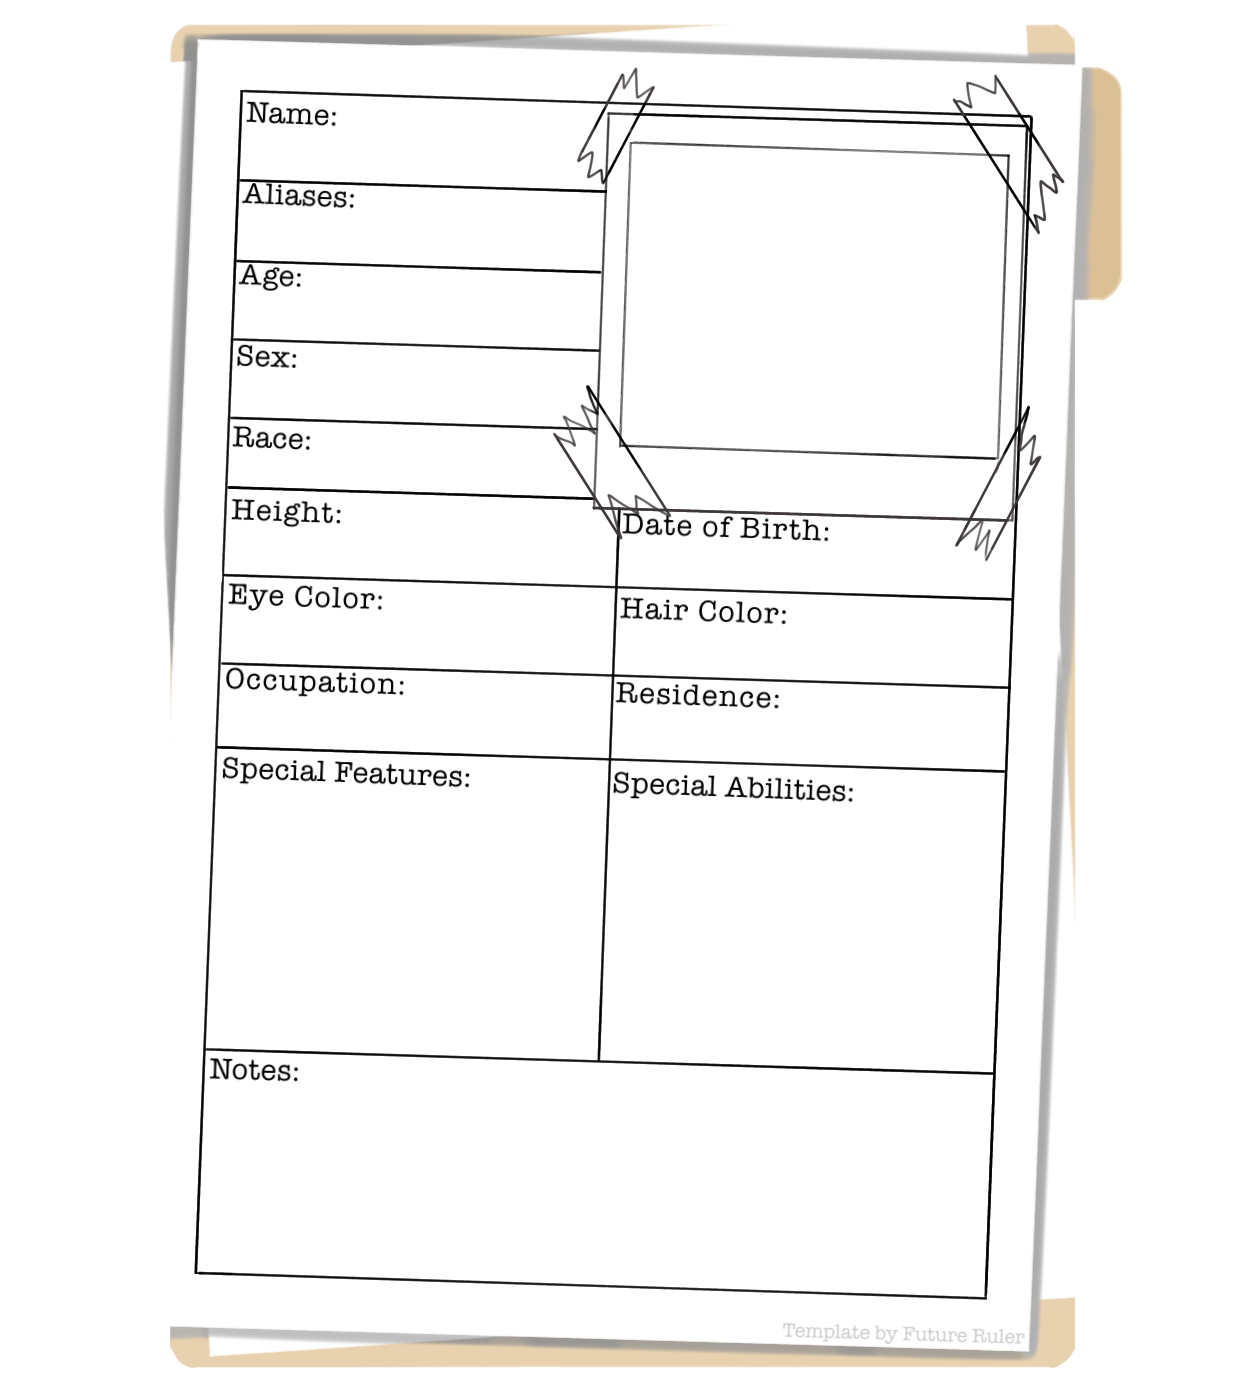 Name:
Aliases:
Age:
Sex:
Race:
Height:
Date of Birth:
Eye Color:
Hair Color:
Occupation:
Residence:
Special Features:
Special Abilities:
Notes:
Template by Future Ruler